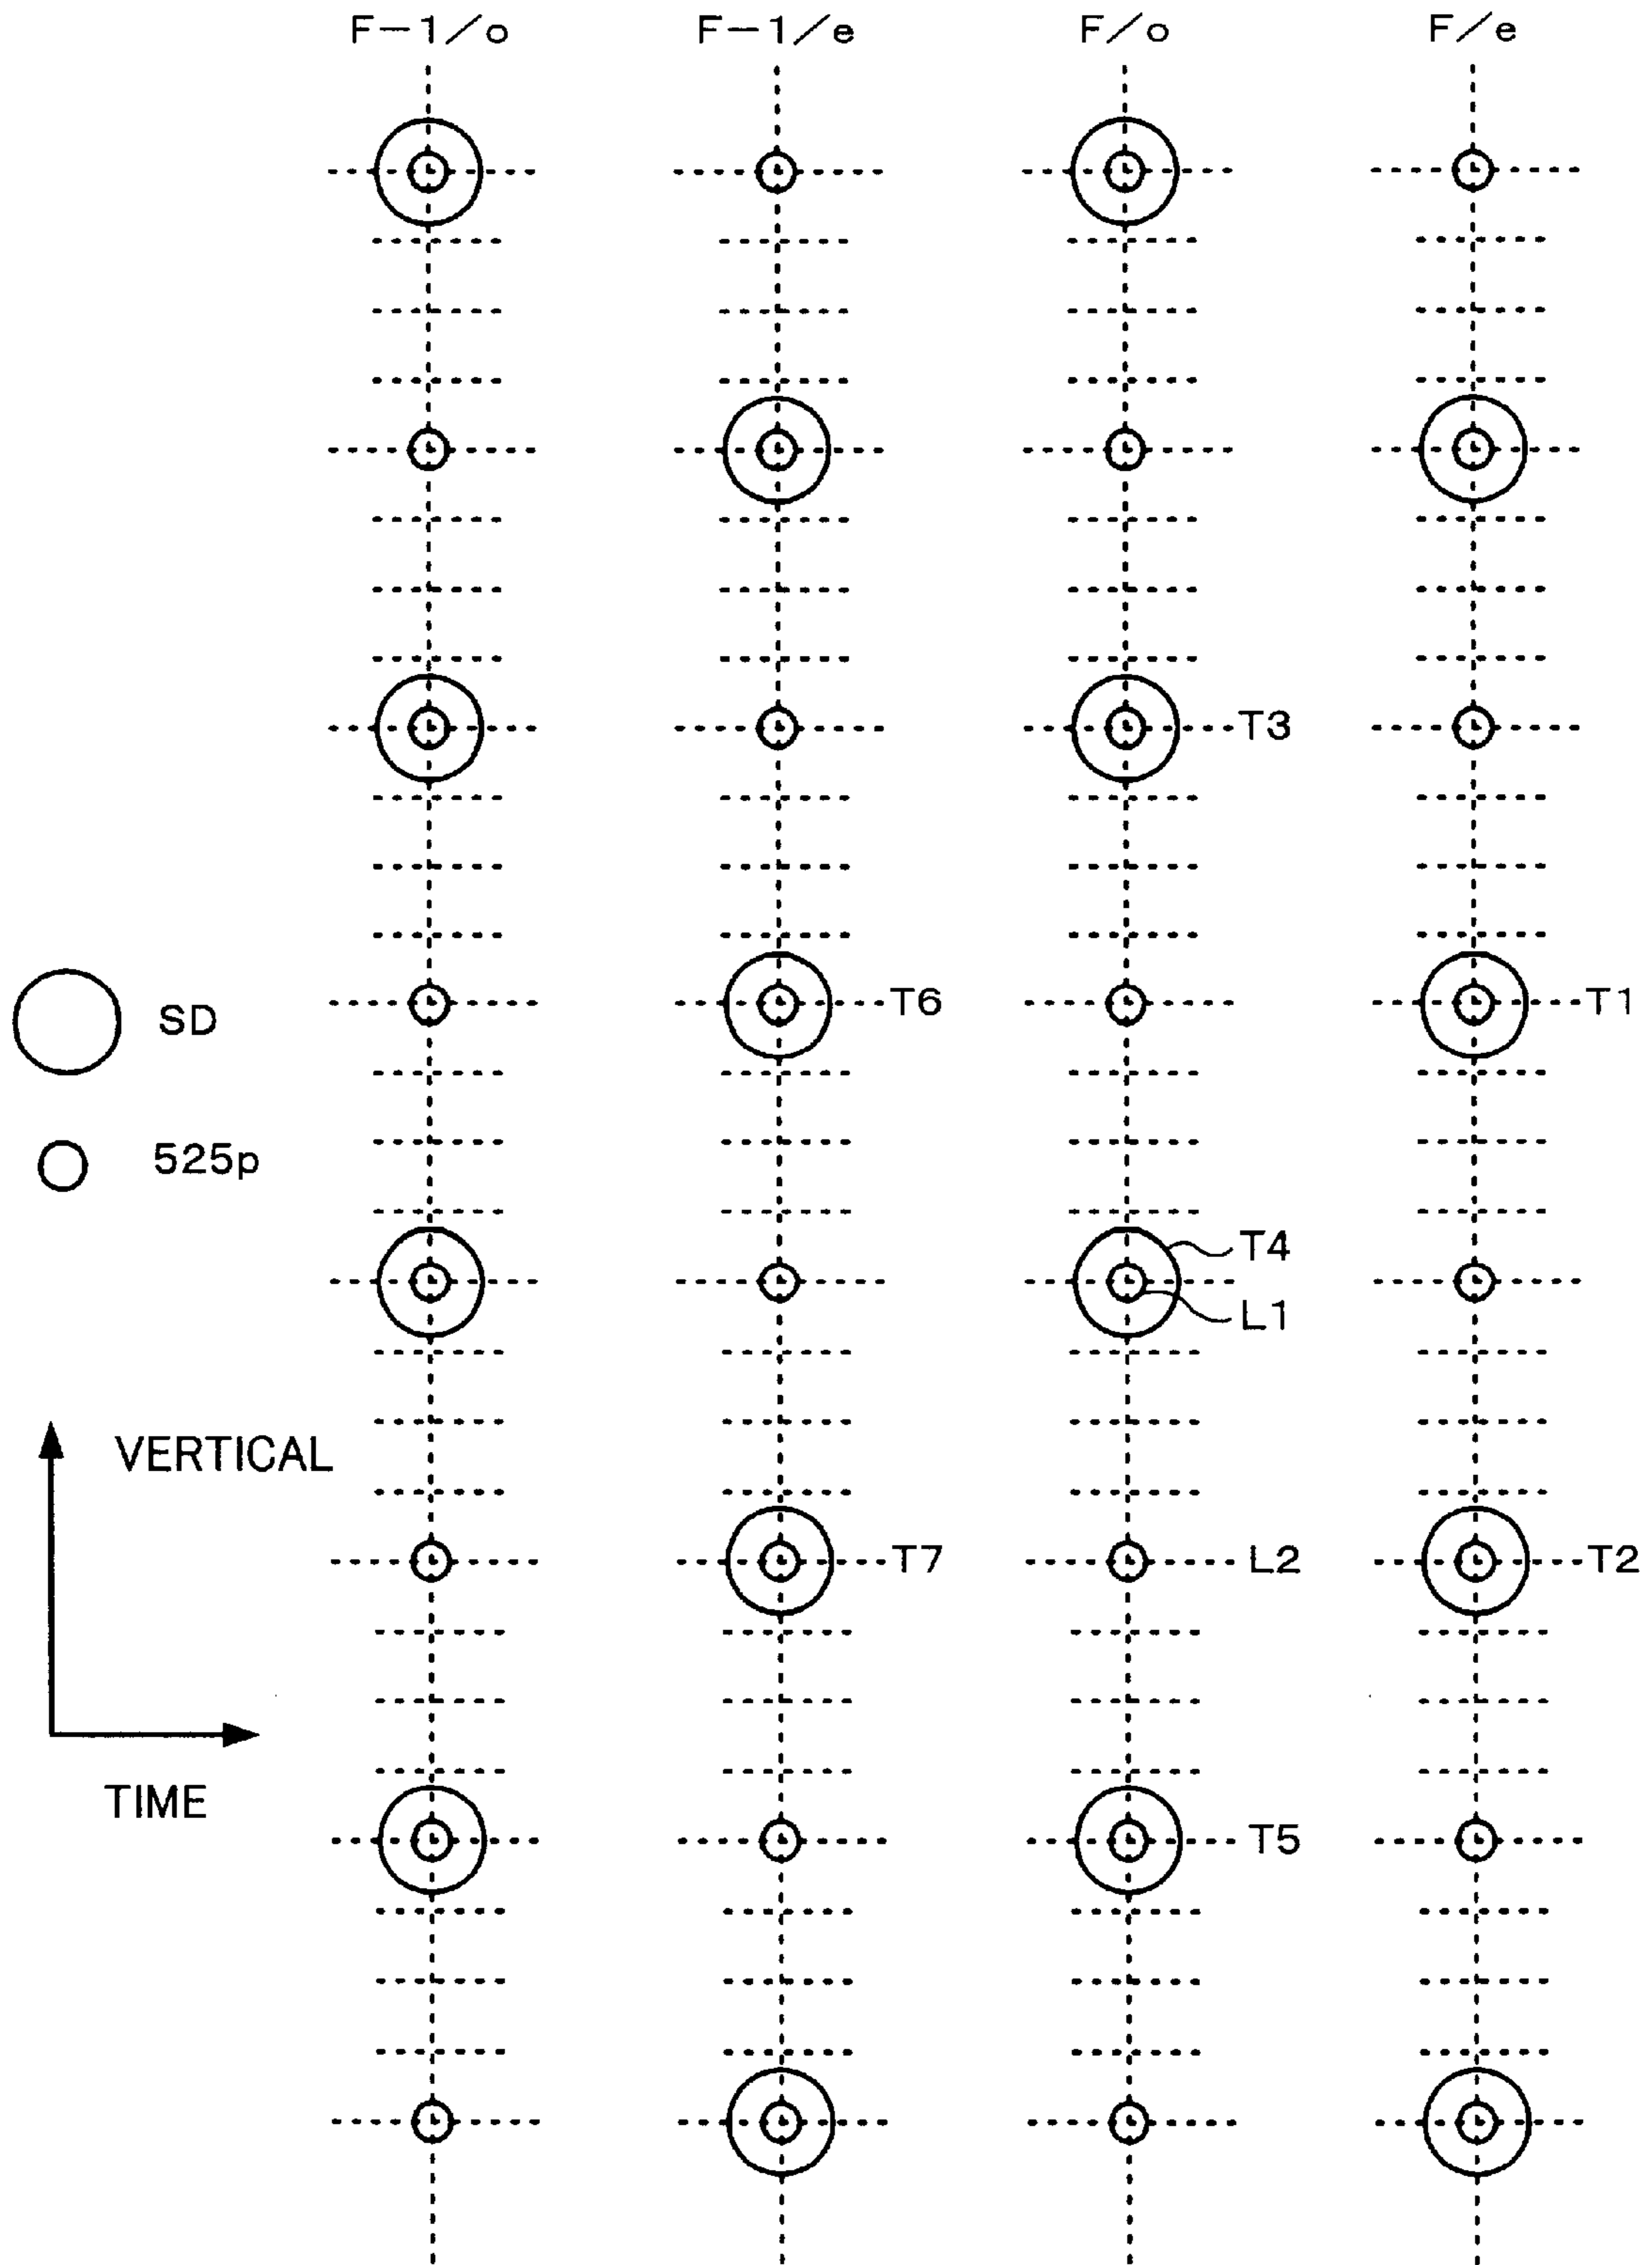 F-1/o F-1/e F/o F/e
T3
SD
T6
T1
525p
T4
L1
VERTICAL
T7
L2
T2
TIME
T5